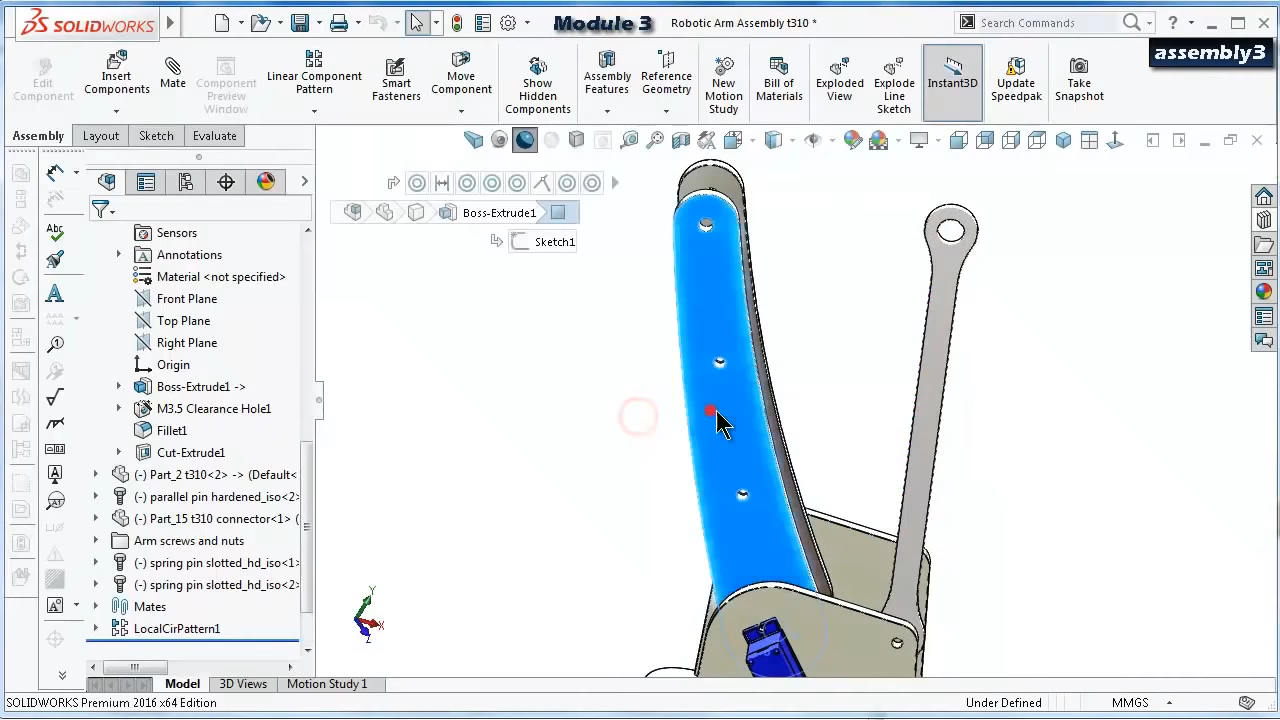 SOLIDWORKS
Module 3
Robotic Arm Assembly t310 *
Search Commands
?
assembly3
Edit
Component
Insert
Components
Mate
Component
Preview
Window
Linear Component
Pattern
Smart
Fasteners
Move
Component
Show
Hidden
Components
Assembly
Features
Reference
Geometry
New
Motion
Study
Bill of
Materials
Exploded
View
Explode
Line
Sketch
Instant3D
Update
Speedpak
Take
Snapshot
Assembly
Layout
Sketch
Evaluate
Boss-Extrude1
Sketch1
Sensors
Annotations
Material <not specified>
Front Plane
Top Plane
Right Plane
Origin
Boss-Extrude1 ->
M3.5 Clearance Hole1
Fillet1
Cut-Extrude1
(-) Part_2 t310<2> -> (Default<
(-) parallel pin hardened_iso<2>
(-) Part_15 t310 connector<1> (
Arm screws and nuts
(-) spring pin slotted_hd_iso<1>
(-) spring pin slotted_hd_iso<2>
Mates
LocalCirPattern1
Abc
A
Y
X
Z
Model
3D Views
Motion Study 1
SOLIDWORKS Premium 2016 x64 Edition
Under Defined
MMGS